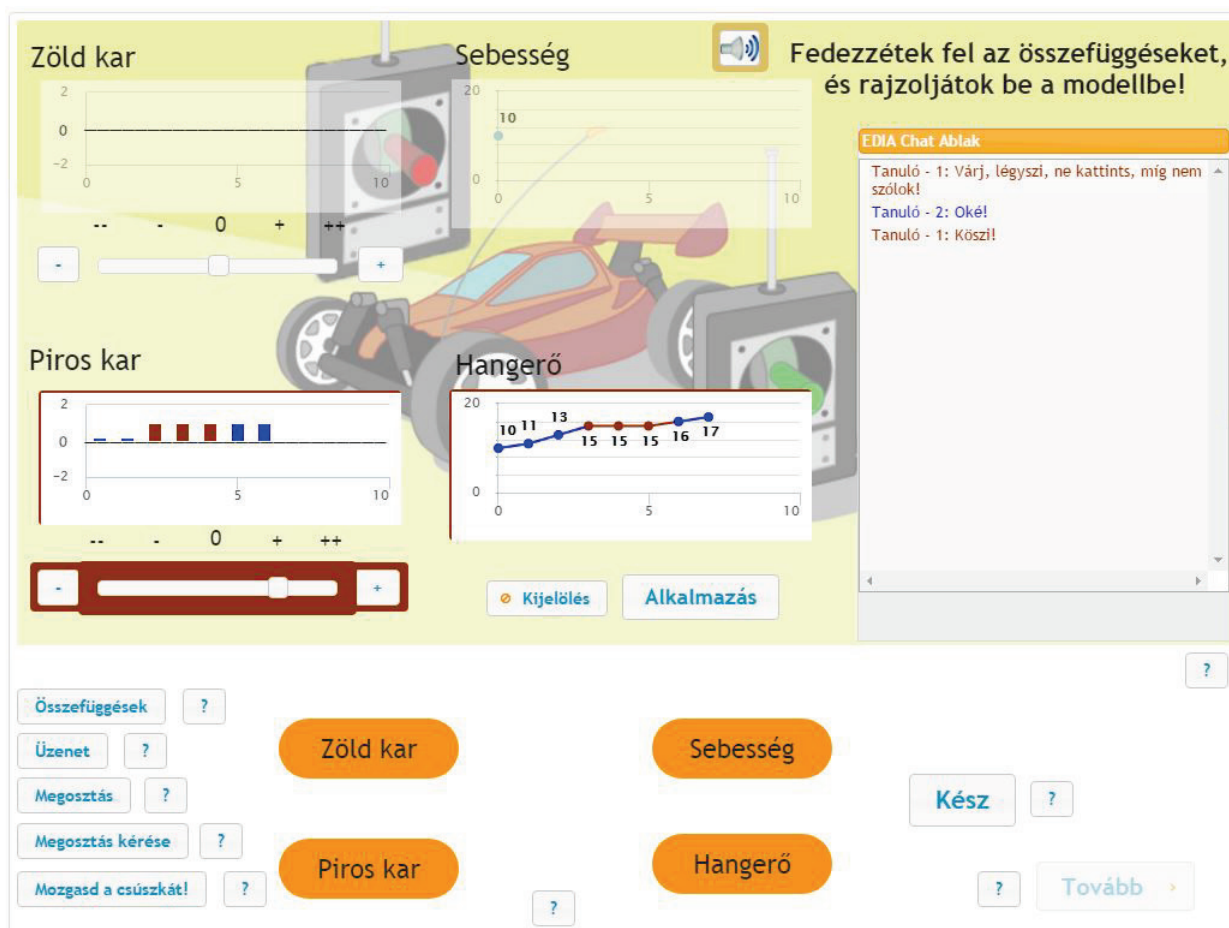 Zöld kar
2
0
-2
0 5 10
-- - 0 + ++
- +
Sebesség
20
10
0
0 5 10
Fedezzétek fel az összefüggéseket,
és rajzoljátok be a modellbe!
EDIA Chat Ablak
Tanuló - 1: Várj, légyszi, ne kattints, míg nem
szólok!
Tanuló - 2: Oké!
Tanuló - 1: Köszi!
Piros kar
2
0
-2
0 5 10
-- - 0 + ++
- +
Hangerő
20
10 11 13 15 15 15 16 17
0
0 5 10
Kijelölés
Alkalmazás
?
Összefüggések ?
Üzenet ?
Megosztás ?
Megosztás kérése ?
Mozgasd a csúszkát! ?
Zöld kar
Sebesség
Piros kar
Hangerő
?
Kész ?
? Tovább ›